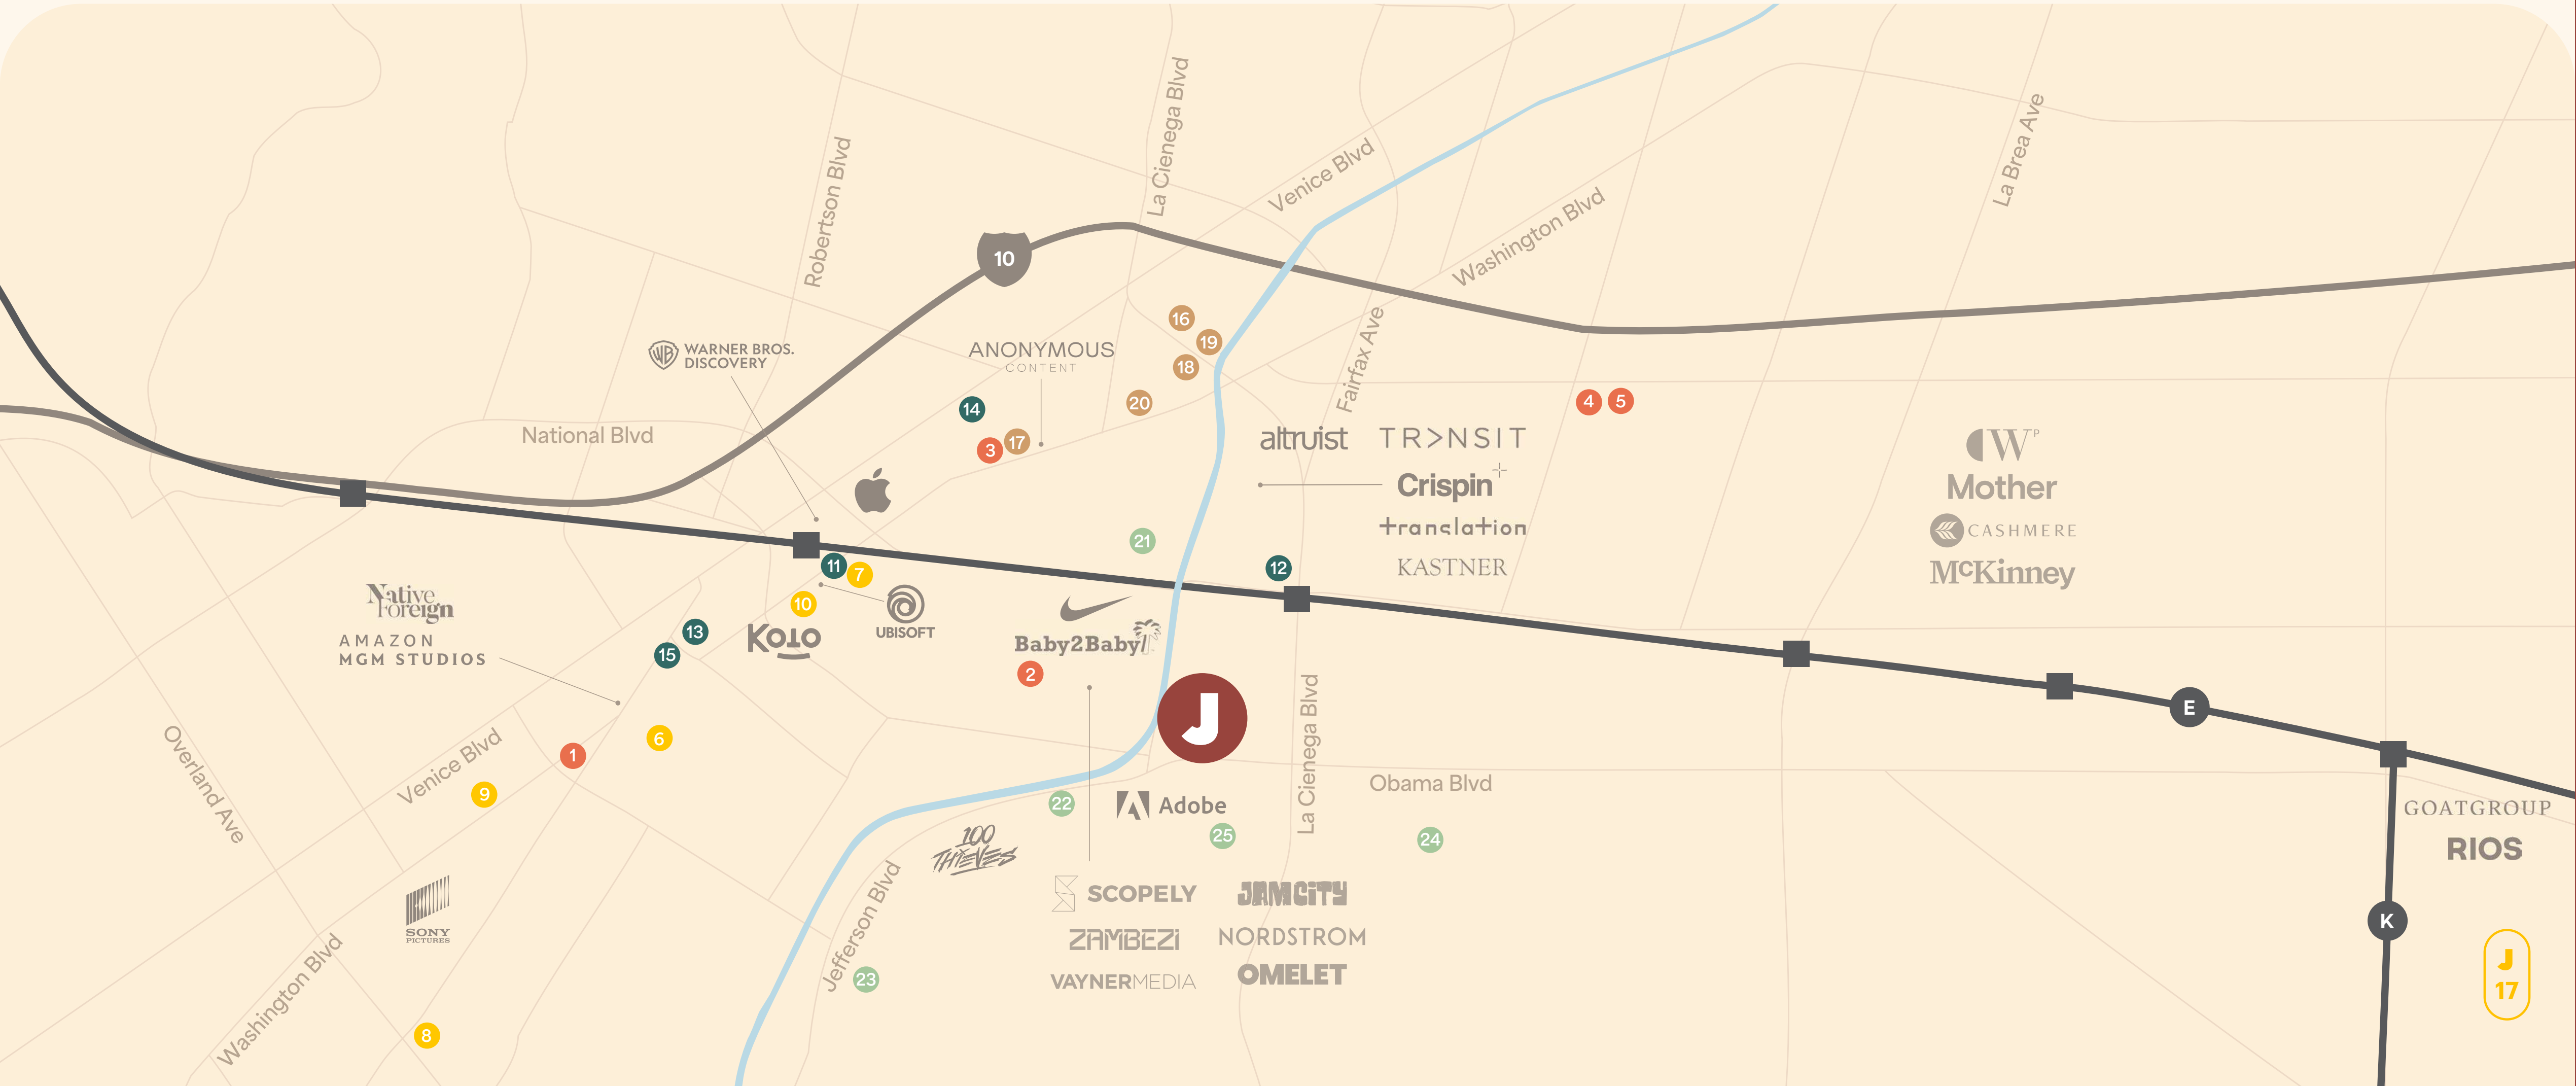 La Cienega Blvd
La Brea Ave
Robertson Blvd
Venice Blvd
Washington Blvd
10
16
19
18
20
Fairfax Ave
WB
WARNER BROS.
DISCOVERY
ANONYMOUS
CONTENT
14
3
17
4
5
National Blvd
altruist
TR>NSIT
Crispin
translation
KASTNER
WP
Mother
CASHMERE
McKinney
21
12
11
7
10
Koto
UBISOFT
Native
Foreign
AMAZON
MGM STUDIOS
13
15
Baby2Baby
2
J
E
La Cienega Blvd
Obama Blvd
Overland Ave
Venice Blvd
1
6
9
22
Adobe
25
24
GOATGROUP
RIOS
100
THIEVES
Jefferson Blvd
SCOPELY
JAMCITY
ZAMBEZI
NORDSTROM
VAYNERMEDIA
OMELET
SONY
PICTURES
Washington Blvd
8
23
K
J
17